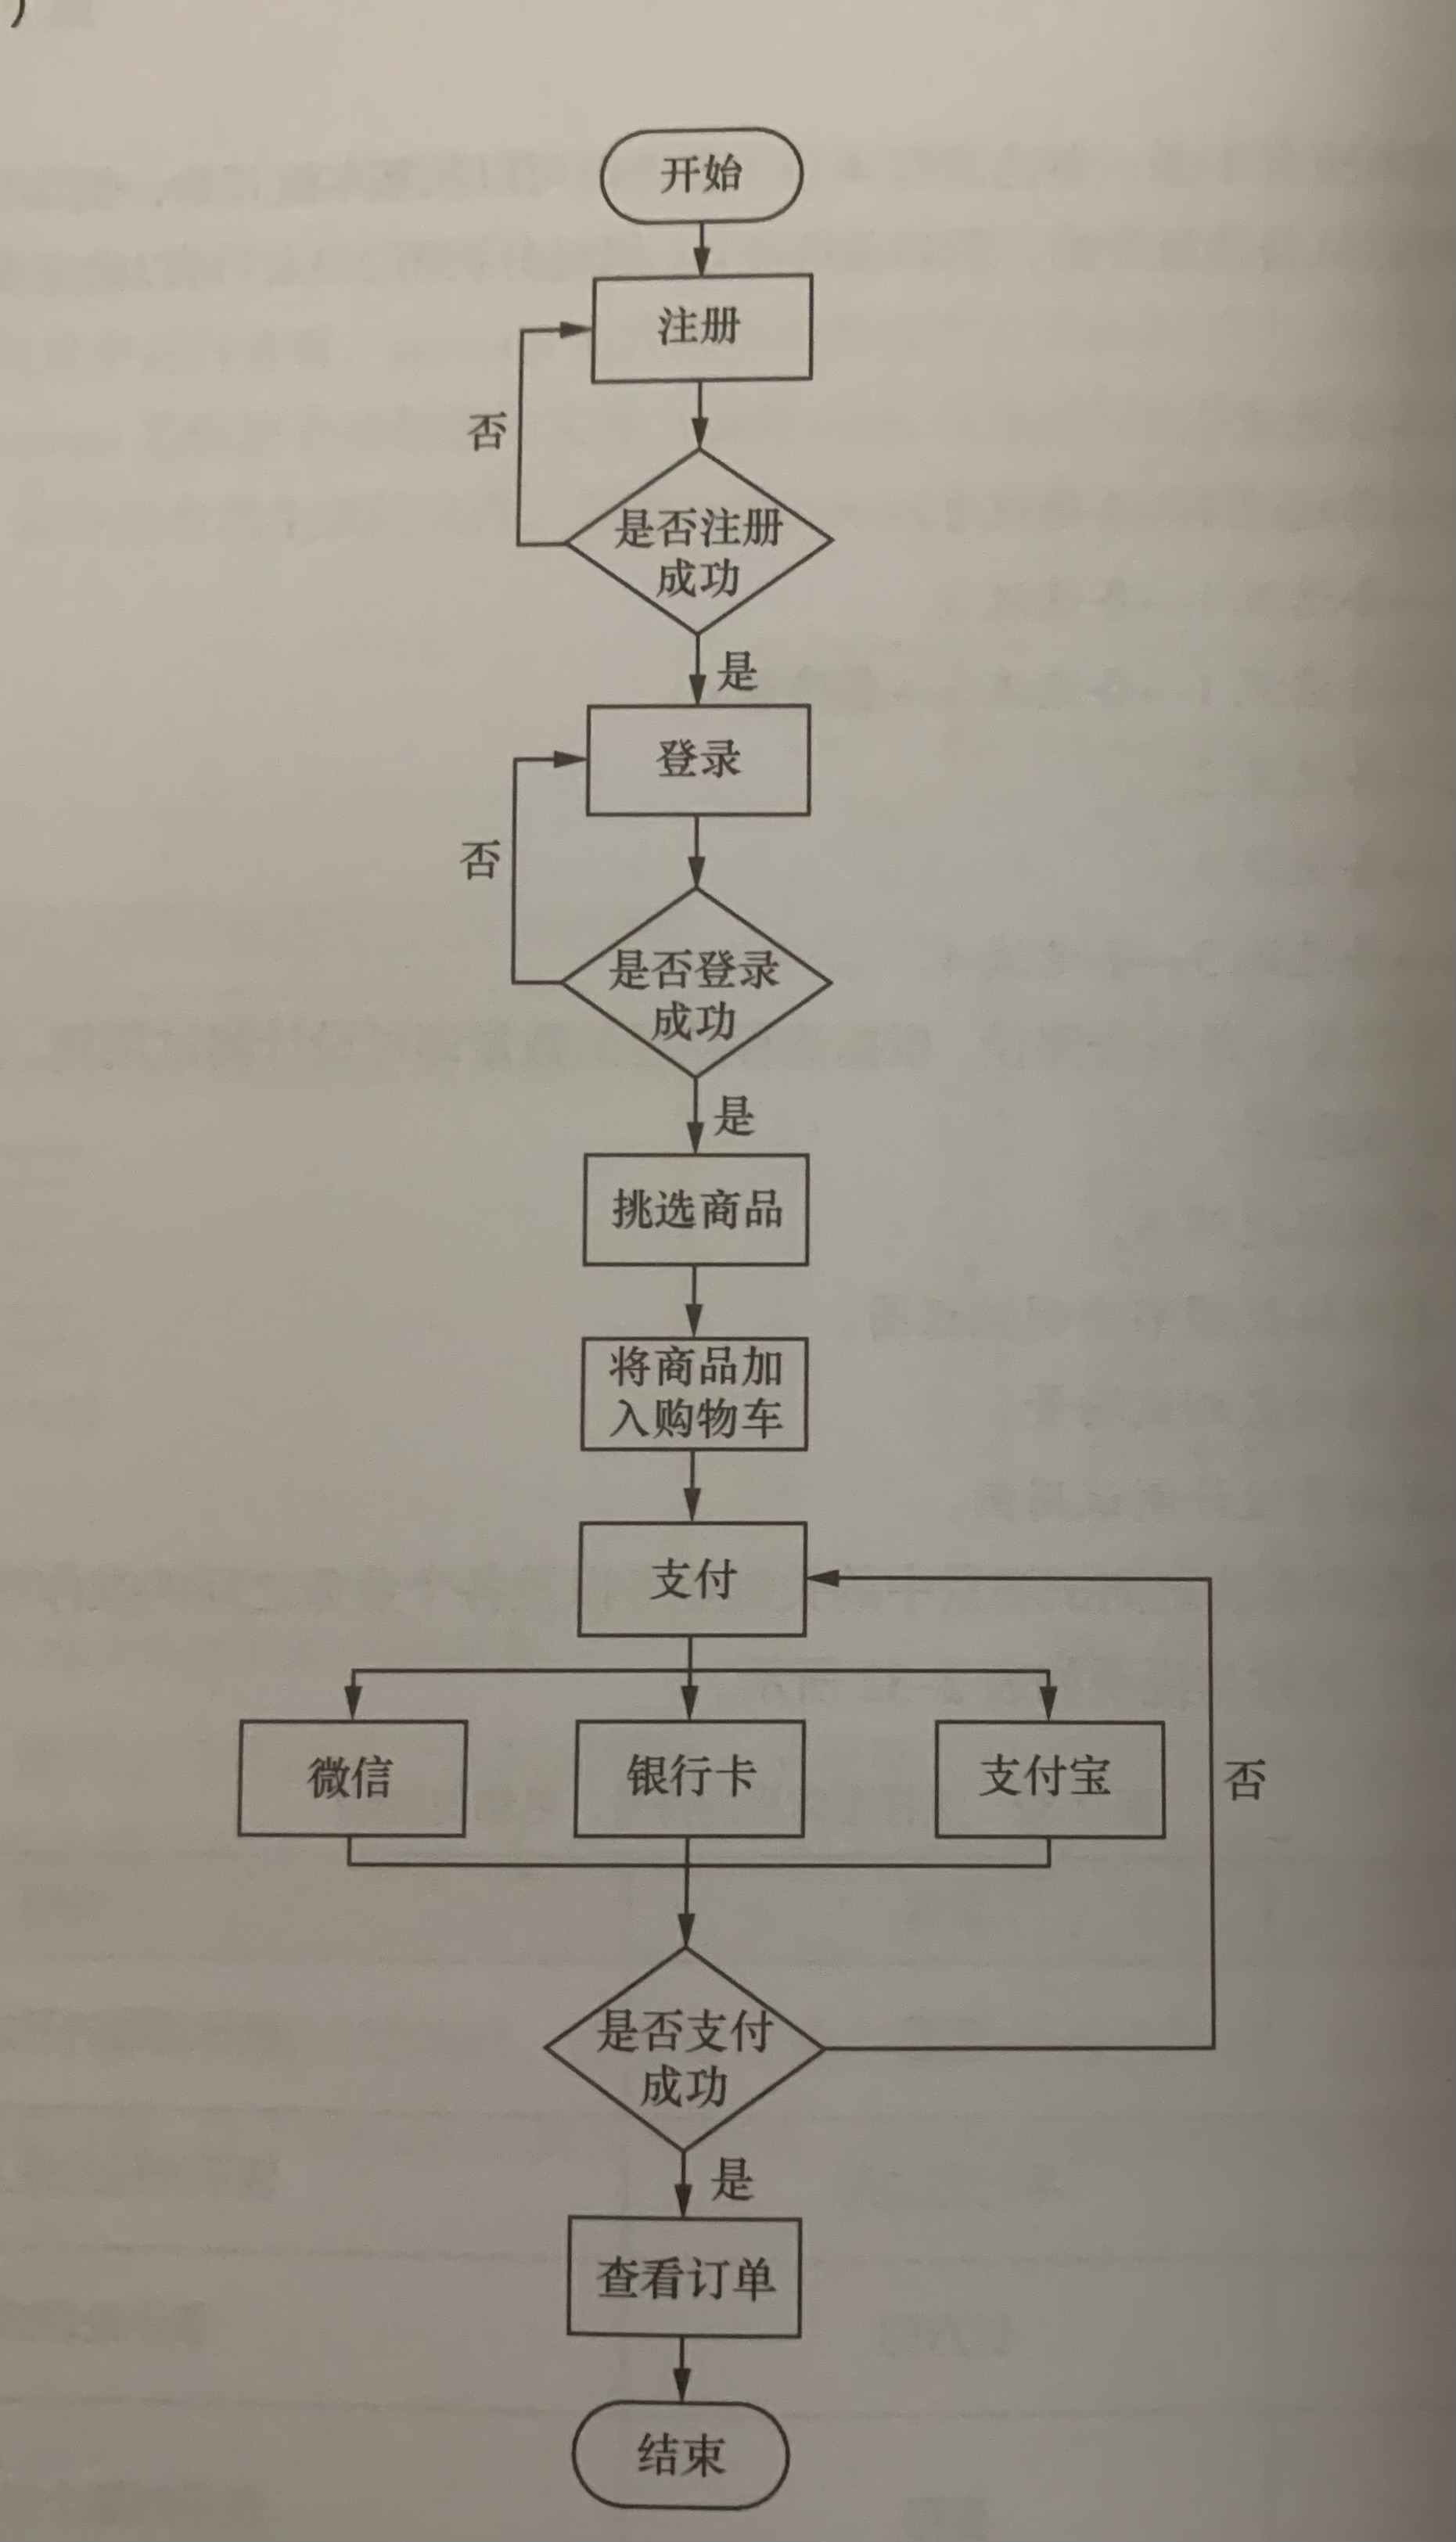 开始
注册
否
是否注册
成功
是
登录
否
是否登录
成功
是
挑选商品
将商品加
入购物车
支付
微信
银行卡
支付宝
否
是否支付
成功
是
查看订单
结束